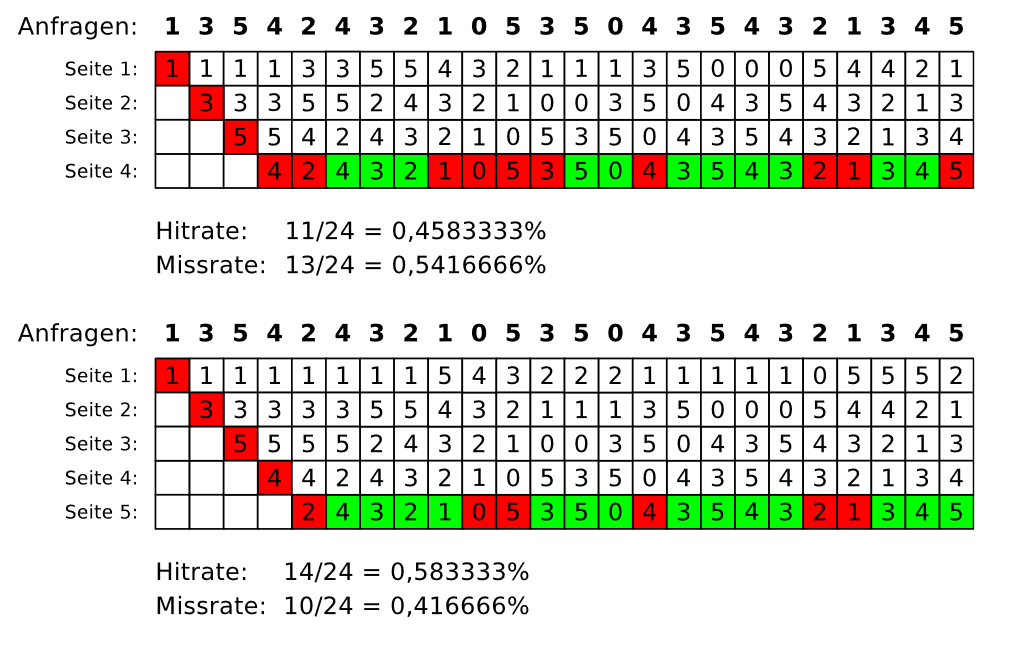 Anfragen: 1 3 5 4 2 4 3 2 1 0 5 3 5 0 4 3 5 4 3 2 1 3 4 5
Seite 1: 1 1 1 1 3 3 5 5 4 3 2 1 1 1 3 5 0 0 0 5 4 4 2 1
Seite 2: 3 3 3 5 5 2 4 3 2 1 0 0 3 5 0 4 3 5 4 3 2 1 3
Seite 3: 5 5 4 2 4 3 2 1 0 5 3 5 0 4 3 5 4 3 2 1 3 4
Seite 4: 4 2 4 3 2 1 0 5 3 5 0 4 3 5 4 3 2 1 3 4 5
Hitrate: 11/24 = 0,4583333%
Missrate: 13/24 = 0,5416666%
Anfragen: 1 3 5 4 2 4 3 2 1 0 5 3 5 0 4 3 5 4 3 2 1 3 4 5
Seite 1: 1 1 1 1 1 1 1 1 5 4 3 2 2 2 1 1 1 1 1 0 5 5 5 2
Seite 2: 3 3 3 3 3 5 5 4 3 2 1 1 1 3 5 0 0 0 5 4 4 2 1
Seite 3: 5 5 5 5 2 4 3 2 1 0 0 3 5 0 4 3 5 4 3 2 1 3
Seite 4: 4 4 2 4 3 2 1 0 5 3 5 0 4 3 5 4 3 2 1 3 4
Seite 5: 2 4 3 2 1 0 5 3 5 0 4 3 5 4 3 2 1 3 4 5
Hitrate: 14/24 = 0,583333%
Missrate: 10/24 = 0,416666%